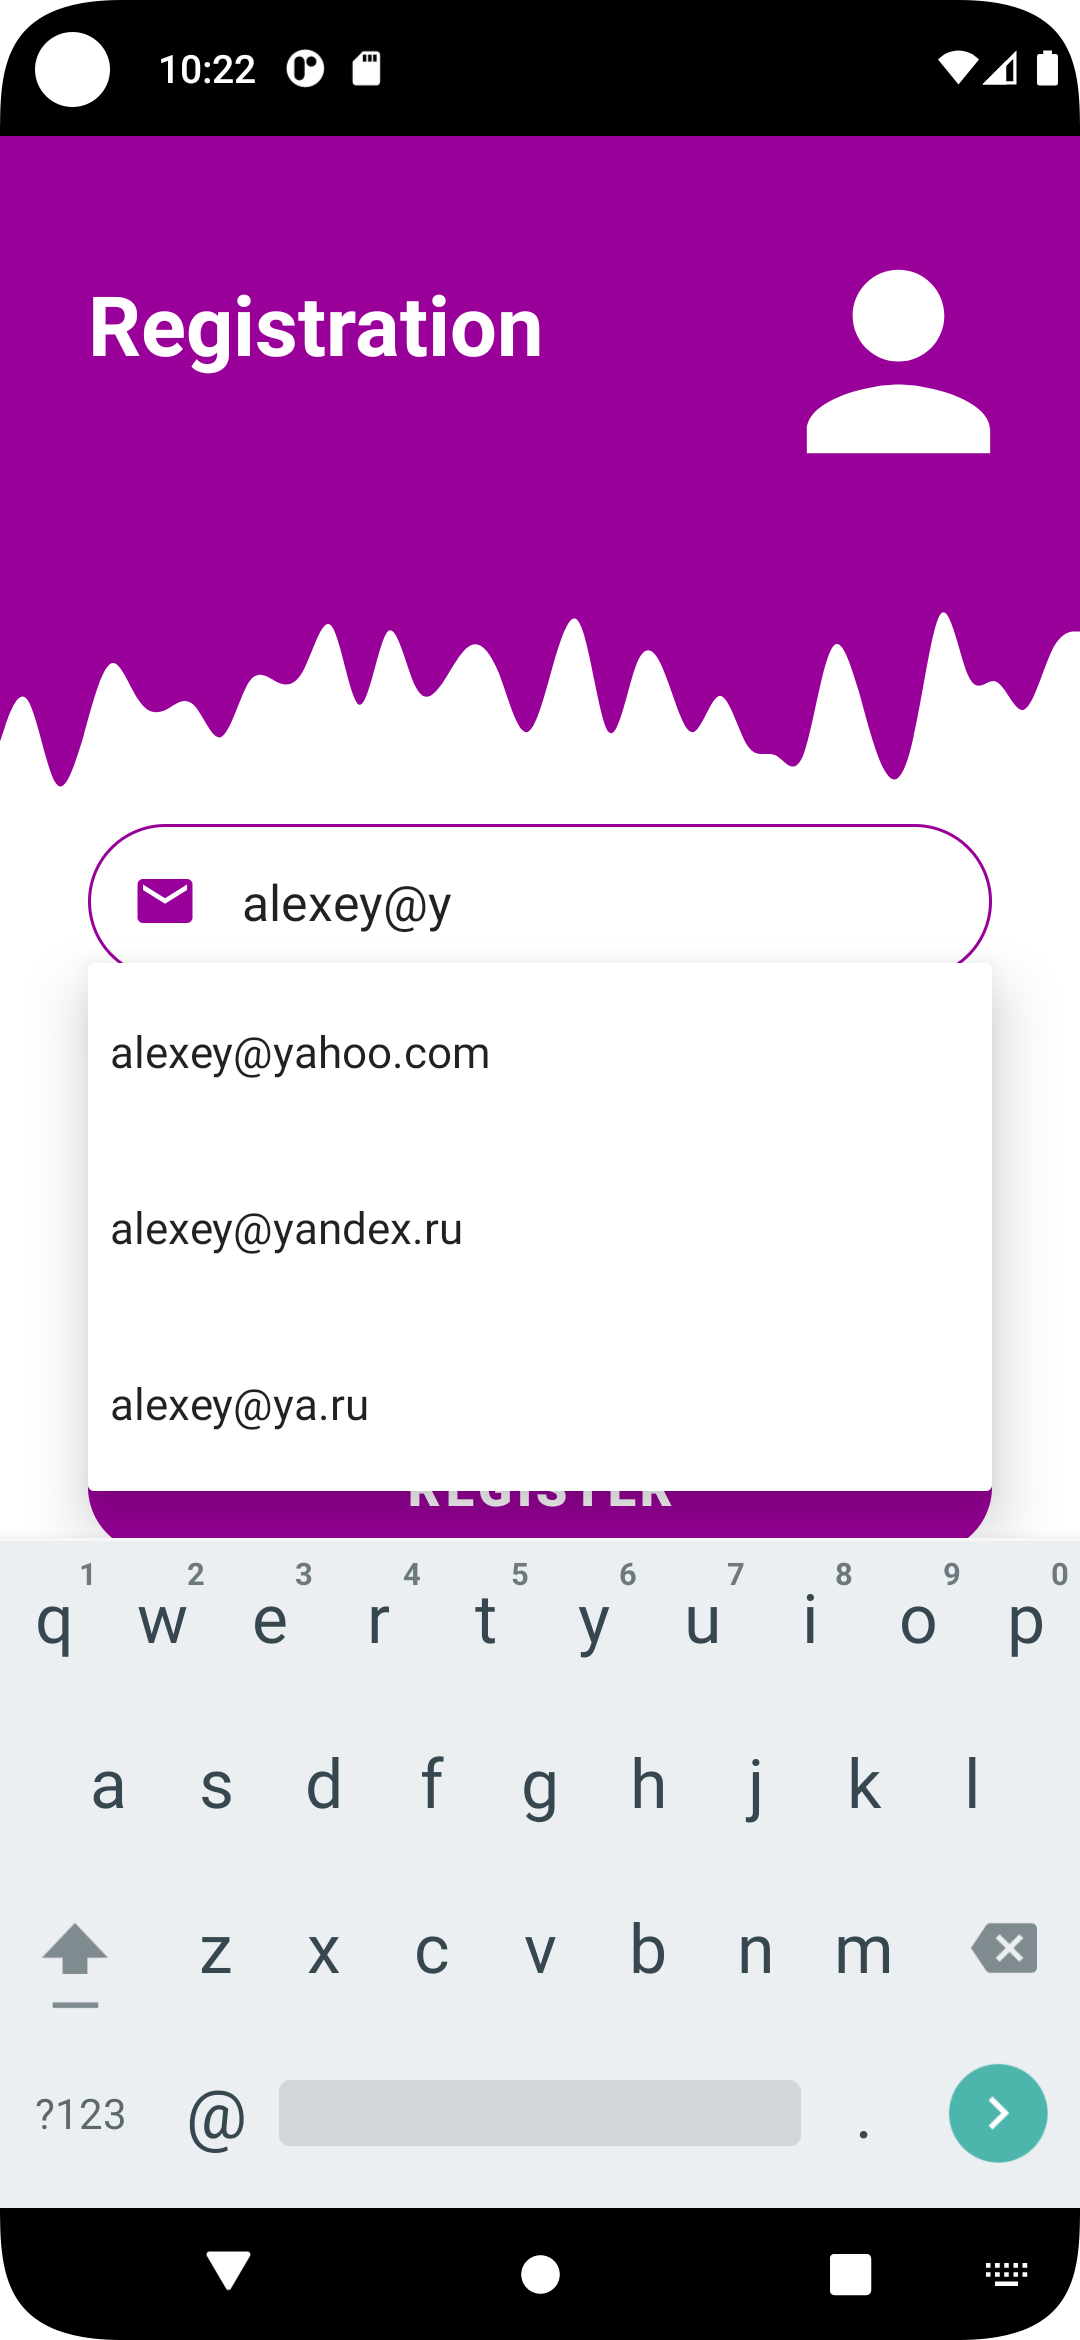 10:22
Registration
alexey@y
alexey@yahoo.com
alexey@yandex.ru
alexey@ya.ru
REGISTER
1 2 3 4 5 6 7 8 9 0
q w e r t y u i o p
a s d f g h j k l
z x c v b n m
?123 @ .